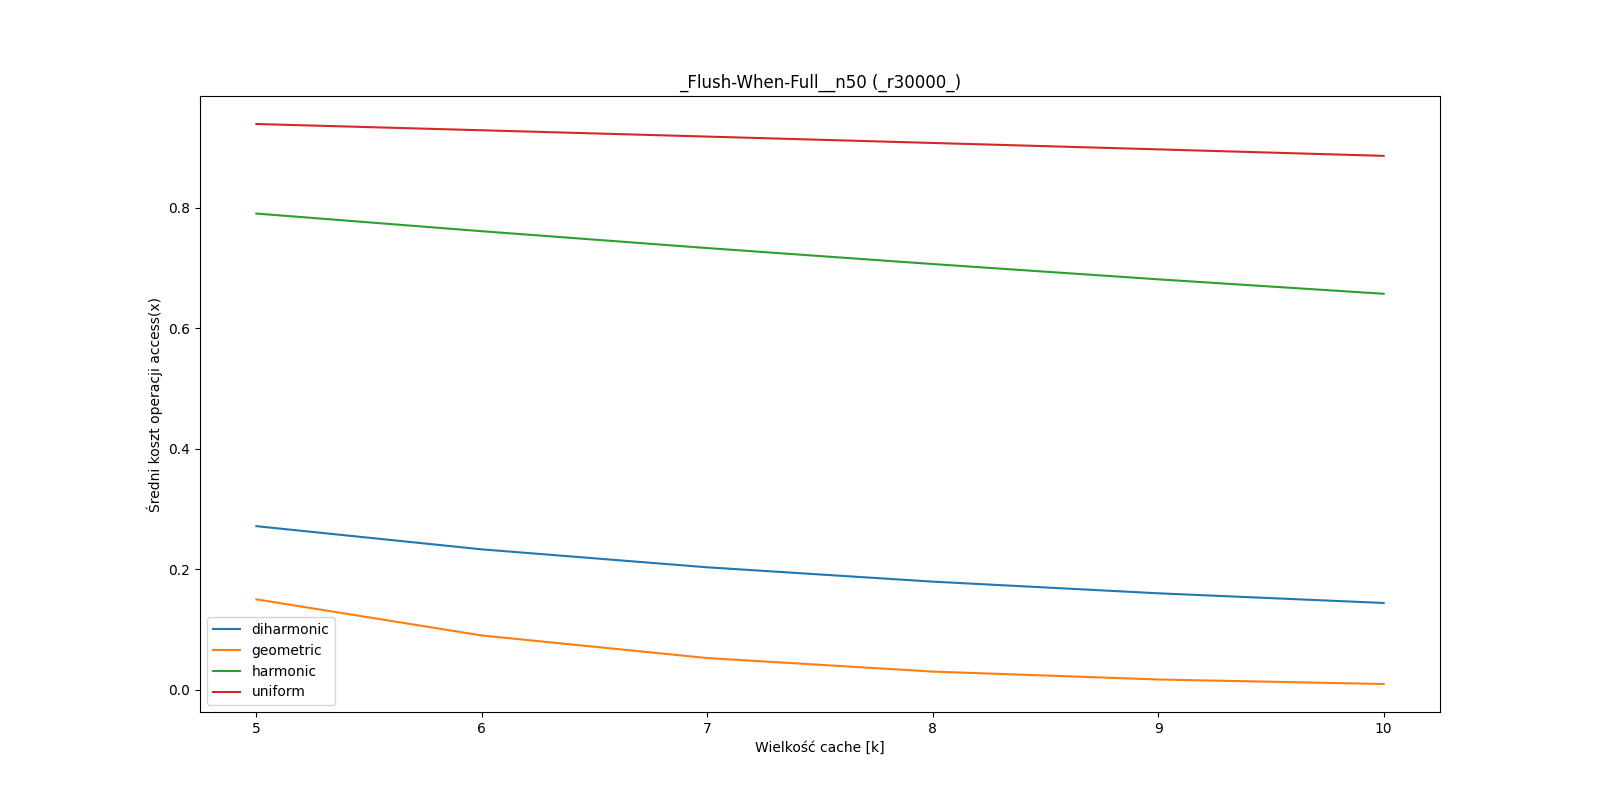 _Flush-When-Full__n50 (_r30000_)
Średni koszt operacji access(x)
0.8
0.6
0.4
0.2
0.0
diharmonic
geometric
harmonic
uniform
5 6 7 8 9 10
Wielkość cache [k]